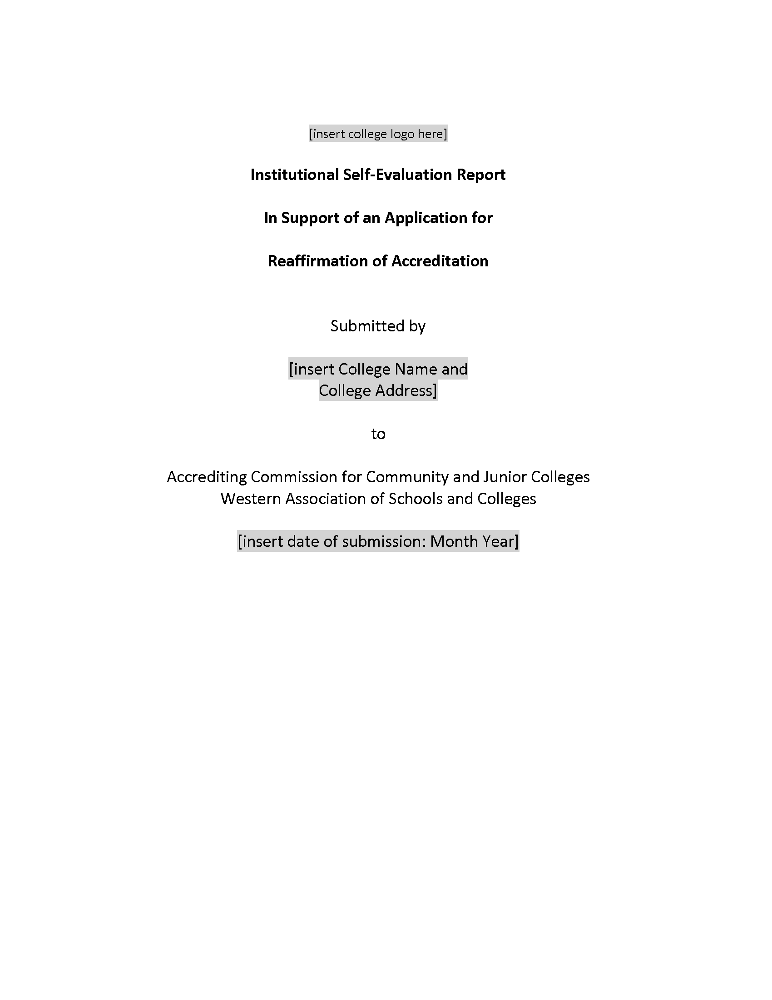 [insert college logo here]
Institutional Self-Evaluation Report
In Support of an Application for
Reaffirmation of Accreditation
Submitted by
[insert College Name and
College Address]
to
Accrediting Commission for Community and Junior Colleges
Western Association of Schools and Colleges
[insert date of submission: Month Year]